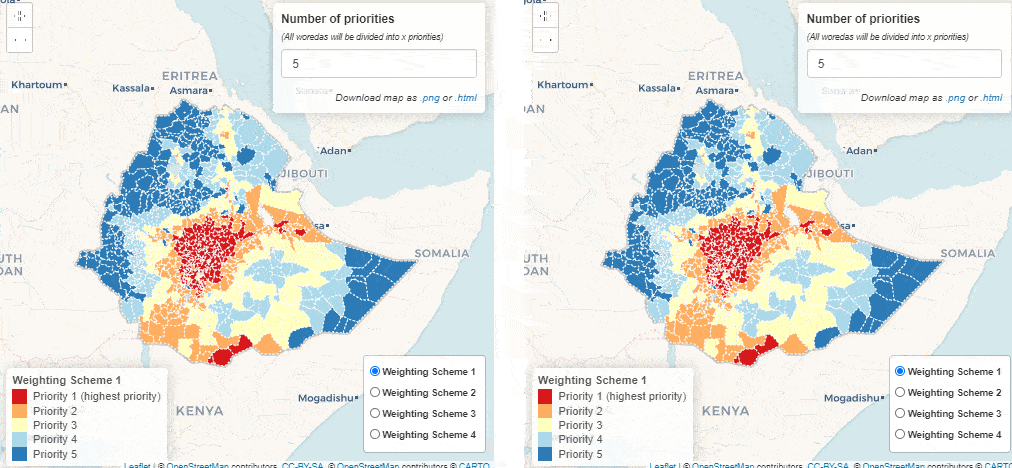 Number of priorities
(All woredas will be divided into x priorities)
5
Download map as .png or .html
Khartoum
Kassala
ERITREA
Asmara
AN
Adan
JIBOUTI
sa
SOMALIA
UTH
DAN
Weighting Scheme 1
Priority 1 (highest priority)
Priority 2
Priority 3
Priority 4
Priority 5
KENYA
Mogadishu
Weighting Scheme 1
Weighting Scheme 2
Weighting Scheme 3
Weighting Scheme 4
Leaflet | © OpenStreetMap contributors, CC-BY-SA, © OpenStreetMap contributors © CARTO
Number of priorities
(All woredas will be divided into x priorities)
5
Download map as .png or .html
Khartoum
Kassala
ERITREA
Asmara
DAN
Adan
JIBOUTI
sa
SOMALIA
UTH
DAN
Weighting Scheme 1
Priority 1 (highest priority)
Priority 2
Priority 3
Priority 4
Priority 5
KENYA
Mogadishu
Weighting Scheme 1
Weighting Scheme 2
Weighting Scheme 3
Weighting Scheme 4
Leaflet | © OpenStreetMap contributors, CC-BY-SA, © OpenStreetMap contributors © CART